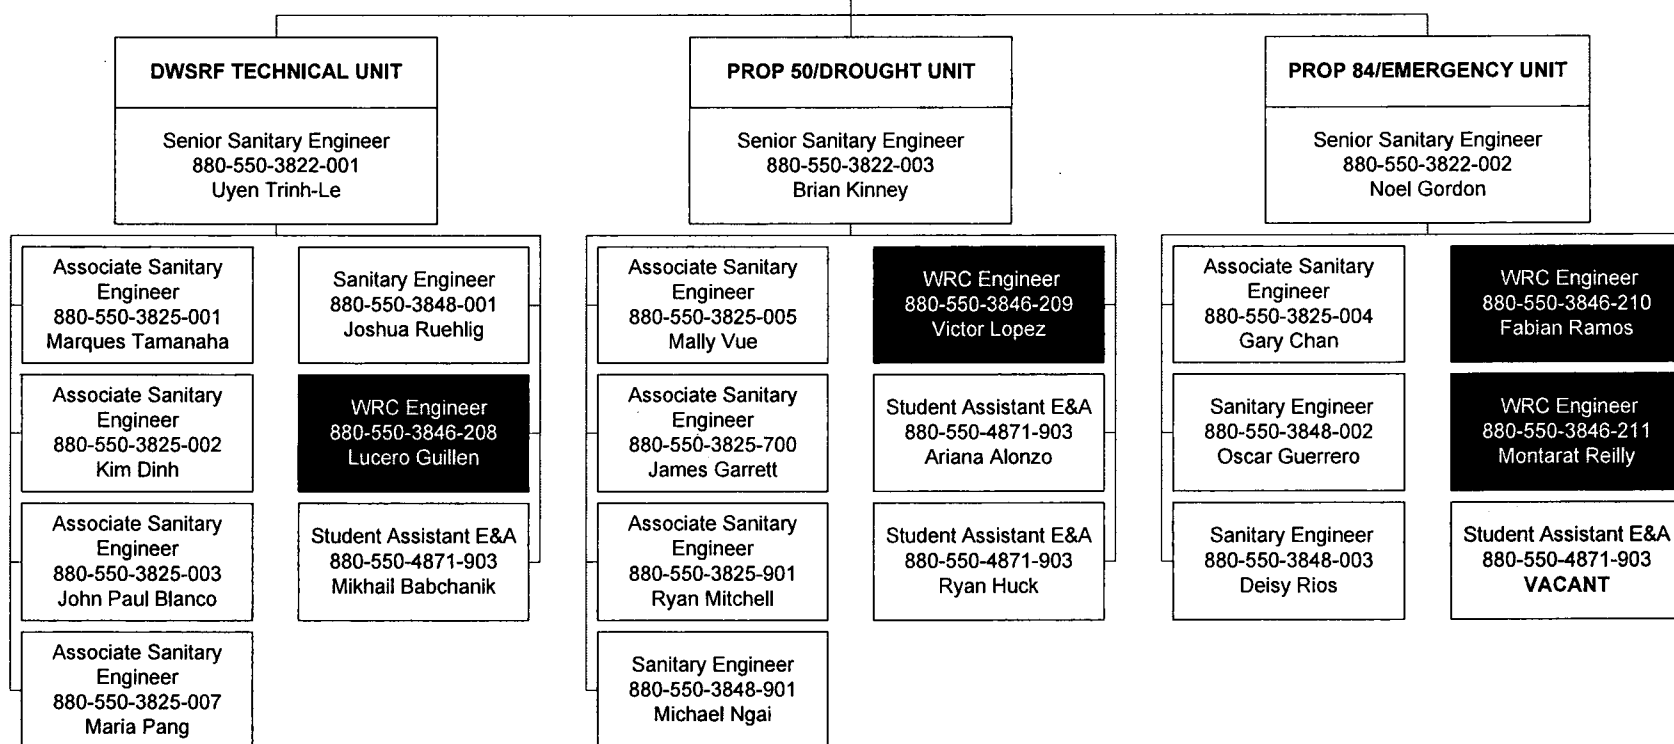 DWSRF TECHNICAL UNIT
Senior Sanitary Engineer
880-550-3822-001
Uyen Trinh-Le
Associate Sanitary
Engineer
880-550-3825-001
Marques Tamanaha
Associate Sanitary
Engineer
880-550-3825-002
Kim Dinh
Associate Sanitary
Engineer
880-550-3825-003
John Paul Blanco
Associate Sanitary
Engineer
880-550-3825-007
Maria Pang
Sanitary Engineer
880-550-3848-001
Joshua Ruehlig
WRC Engineer
880-550-3846-208
Lucero Guillen
Student Assistant E&A
880-550-4871-903
Mikhail Babchanik
PROP 50/DROUGHT UNIT
Senior Sanitary Engineer
880-550-3822-003
Brian Kinney
Associate Sanitary
Engineer
880-550-3825-005
Mally Vue
Associate Sanitary
Engineer
880-550-3825-700
James Garrett
Associate Sanitary
Engineer
880-550-3825-901
Ryan Mitchell
Sanitary Engineer
880-550-3848-901
Michael Ngai
WRC Engineer
880-550-3846-209
Victor Lopez
Student Assistant E&A
880-550-4871-903
Ariana Alonzo
Student Assistant E&A
880-550-4871-903
Ryan Huck
PROP 84/EMERGENCY UNIT
Senior Sanitary Engineer
880-550-3822-002
Noel Gordon
Associate Sanitary
Engineer
880-550-3825-004
Gary Chan
Sanitary Engineer
880-550-3848-002
Oscar Guerrero
Sanitary Engineer
880-550-3848-003
Deisy Rios
WRC Engineer
880-550-3846-210
Fabian Ramos
WRC Engineer
880-550-3846-211
Montarat Reilly
Student Assistant E&A
880-550-4871-903
VACANT